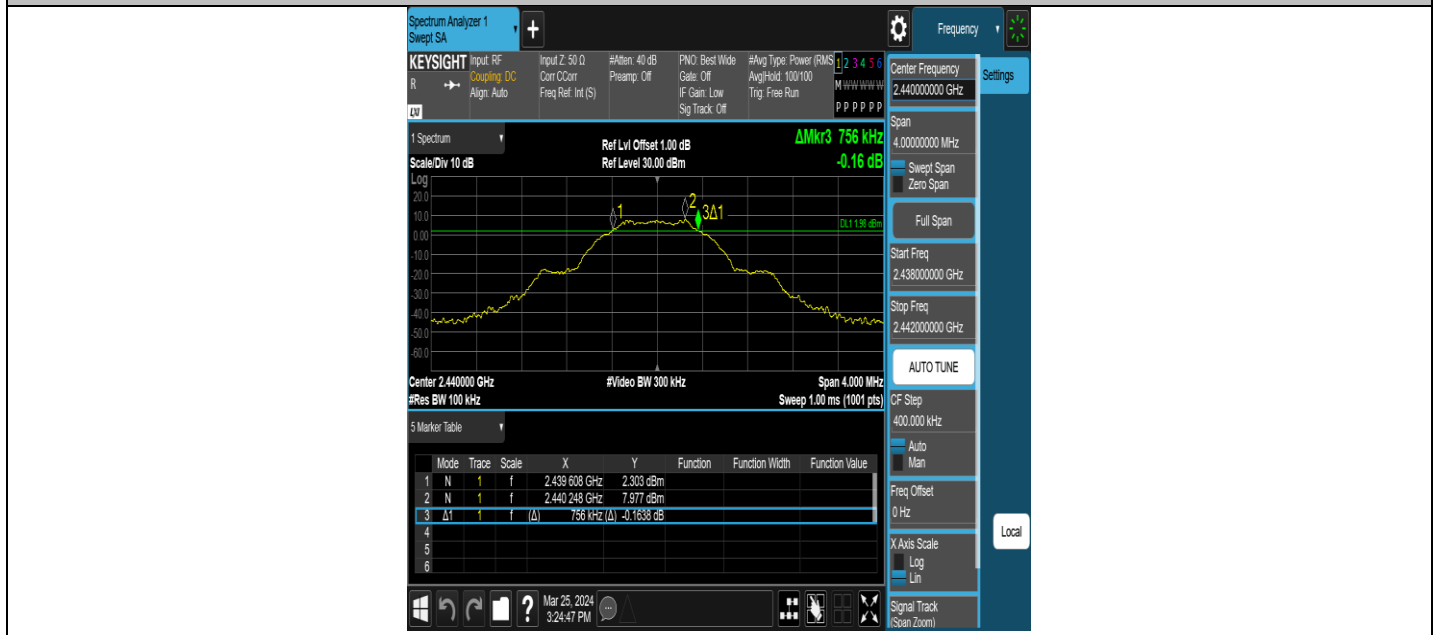 Spectrum Analyzer 1
Swept SA
+
Frequency
KEYSIGHT
R
LXI
Input: RF
Coupling: DC
Align: Auto
Input Z: 50 Ω
Corr CCorr
Freq Ref: Int (S)
#Atten: 40 dB
Preamp: Off
PNO: Best Wide
Gate: Off
IF Gain: Low
Sig Track: Off
#Avg Type: Power (RMS
Avg|Hold: 100/100
Trig: Free Run
1 2 3 4 5 6
M W W W W W
P P P P P P
1 Spectrum
Scale/Div 10 dB
Log
Ref Lvl Offset 1.00 dB
Ref Level 30.00 dBm
ΔMkr3 756 kHz
-0.16 dB
20.0
10.0
0.00
-10.0
-20.0
-30.0
-40.0
-50.0
-60.0
1
2
3Δ1
DL1 1.98 dBm
Center 2.440000 GHz
#Video BW 300 kHz
Span 4.000 MHz
#Res BW 100 kHz
Sweep 1.00 ms (1001 pts)
5 Marker Table
Mode Trace Scale X Y Function Function Width Function Value
1 N 1 f 2.439 608 GHz 2.303 dBm
2 N 1 f 2.440 248 GHz 7.977 dBm
3 Δ1 1 f (Δ) 756 kHz (Δ) -0.1638 dB
4
5
6
?
Mar 25, 2024
3:24:47 PM
Center Frequency
2.440000000 GHz
Span
4.00000000 MHz
Swept Span
Zero Span
Full Span
Start Freq
2.438000000 GHz
Stop Freq
2.442000000 GHz
AUTO TUNE
CF Step
400.000 kHz
Auto
Man
Freq Offset
0 Hz
X Axis Scale
Log
Lin
Signal Track
(Span Zoom)
Settings
Local